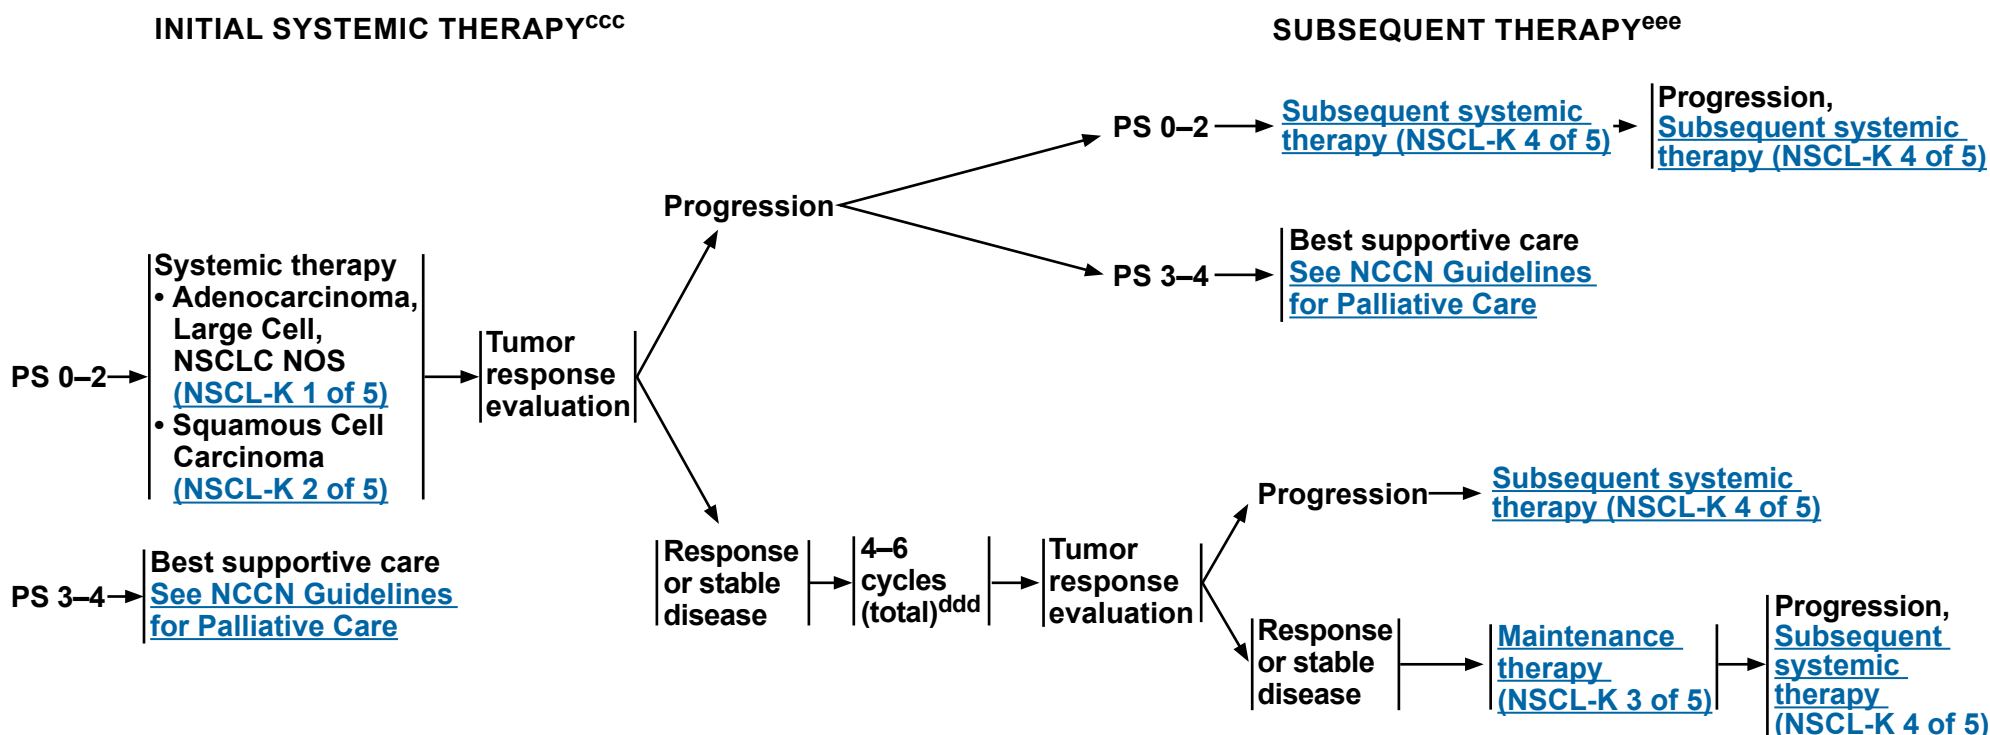 INITIAL SYSTEMIC THERAPYccc
SUBSEQUENT THERAPYeee
PS 0–2
Systemic therapy
• Adenocarcinoma,
Large Cell,
NSCLC NOS
(NSCL-K 1 of 5)
• Squamous Cell
Carcinoma
(NSCL-K 2 of 5)
Tumor
response
evaluation
Progression
PS 0–2
Subsequent systemic
therapy (NSCL-K 4 of 5)
Progression,
Subsequent systemic
therapy (NSCL-K 4 of 5)
PS 3–4
Best supportive care
See NCCN Guidelines
for Palliative Care
Response
or stable
disease
4–6
cycles
(total)ddd
Tumor
response
evaluation
Progression
Subsequent systemic
therapy (NSCL-K 4 of 5)
Response
or stable
disease
Maintenance
therapy
(NSCL-K 3 of 5)
Progression,
Subsequent
systemic
therapy
(NSCL-K 4 of 5)
PS 3–4
Best supportive care
See NCCN Guidelines
for Palliative Care